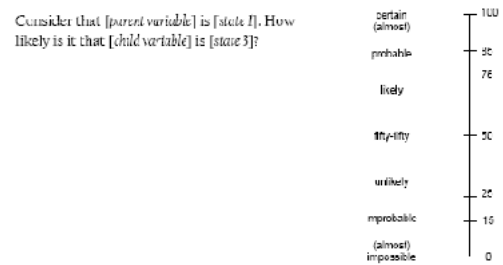 Consider that [parent variable] is [state 1]. How
likely is it that [child variable] is [state 3]?
certain
(almost)
100
probable
85
75
likely
fifty-fifty
50
unlikely
25
improbable
15
(almost)
impossible
0